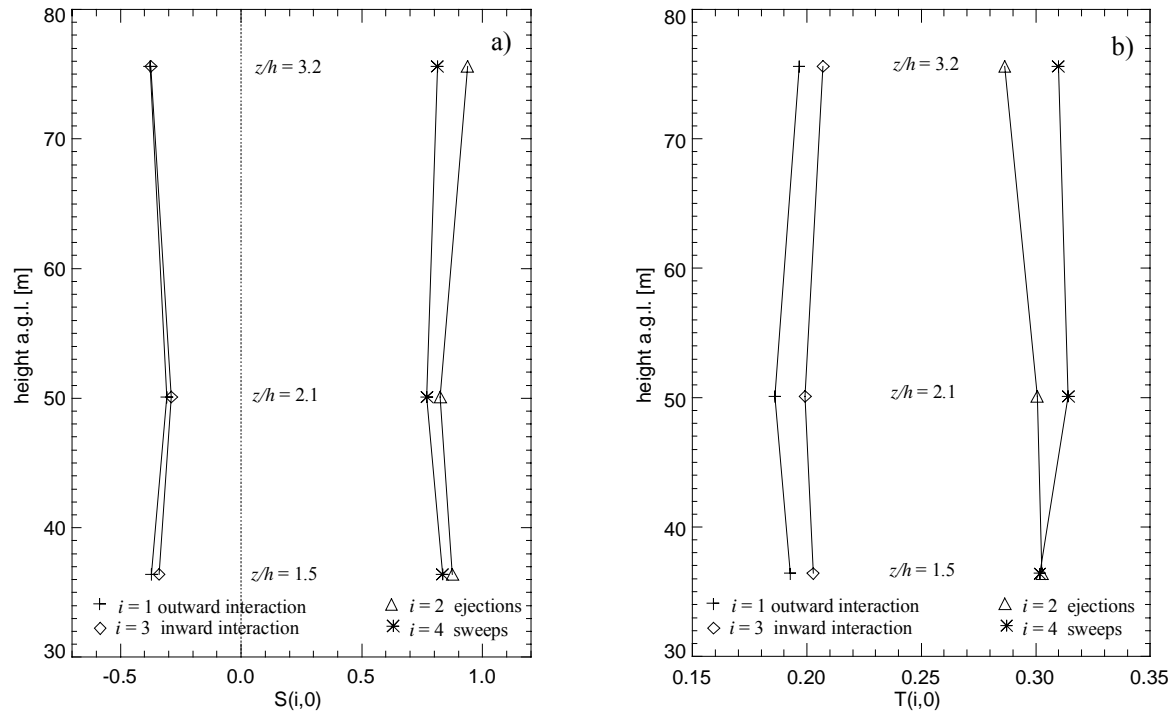 a)
80
70
60
50
40
30
height a.g.l. [m]
z/h = 3.2
z/h = 2.1
z/h = 1.5
+ i = 1 outward interaction
◇ i = 3 inward interaction
△ i = 2 ejections
✳ i = 4 sweeps
-0.5 0.0 0.5 1.0
S(i,0)
b)
80
70
60
50
40
30
height a.g.l. [m]
z/h = 3.2
z/h = 2.1
z/h = 1.5
+ i = 1 outward interaction
◇ i = 3 inward interaction
△ i = 2 ejections
✳ i = 4 sweeps
0.15 0.20 0.25 0.30 0.35
T(i,0)